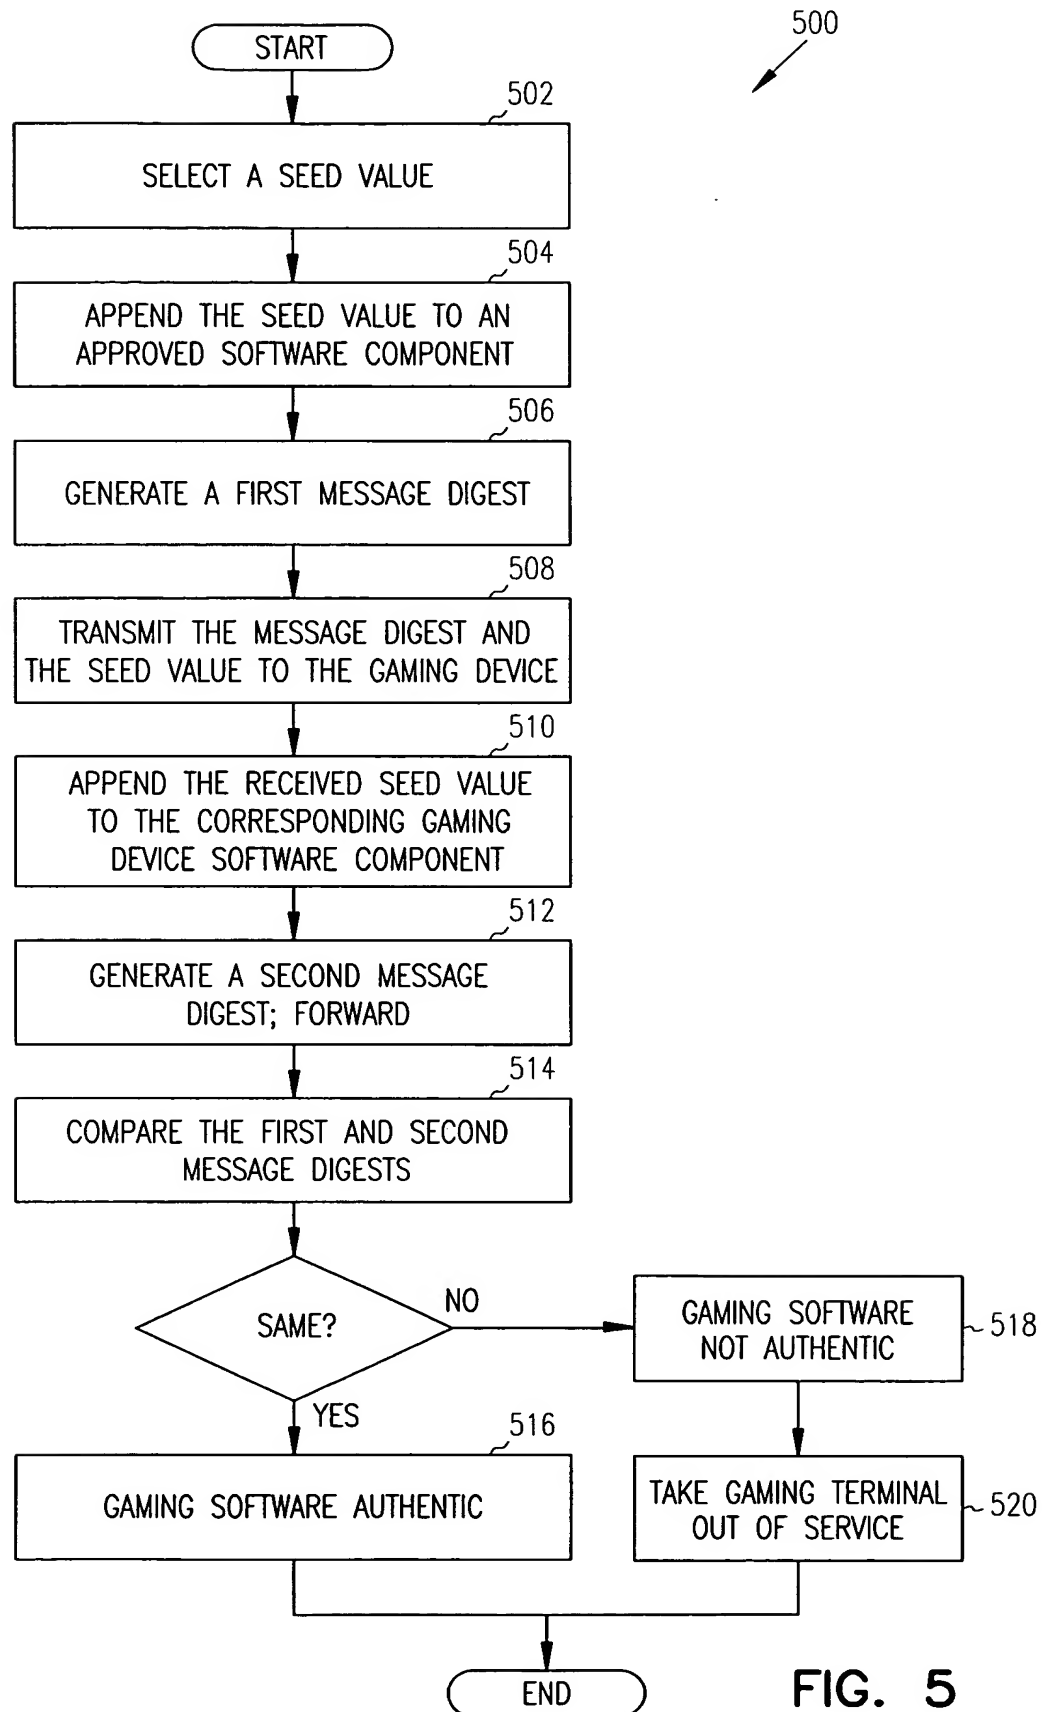 START
500
502
SELECT A SEED VALUE
504
APPEND THE SEED VALUE TO AN
APPROVED SOFTWARE COMPONENT
506
GENERATE A FIRST MESSAGE DIGEST
508
TRANSMIT THE MESSAGE DIGEST AND
THE SEED VALUE TO THE GAMING DEVICE
510
APPEND THE RECEIVED SEED VALUE
TO THE CORRESPONDING GAMING
DEVICE SOFTWARE COMPONENT
512
GENERATE A SECOND MESSAGE
DIGEST; FORWARD
514
COMPARE THE FIRST AND SECOND
MESSAGE DIGESTS
SAME?
NO
GAMING SOFTWARE
NOT AUTHENTIC
518
YES
516
GAMING SOFTWARE AUTHENTIC
TAKE GAMING TERMINAL
OUT OF SERVICE
520
END
FIG. 5